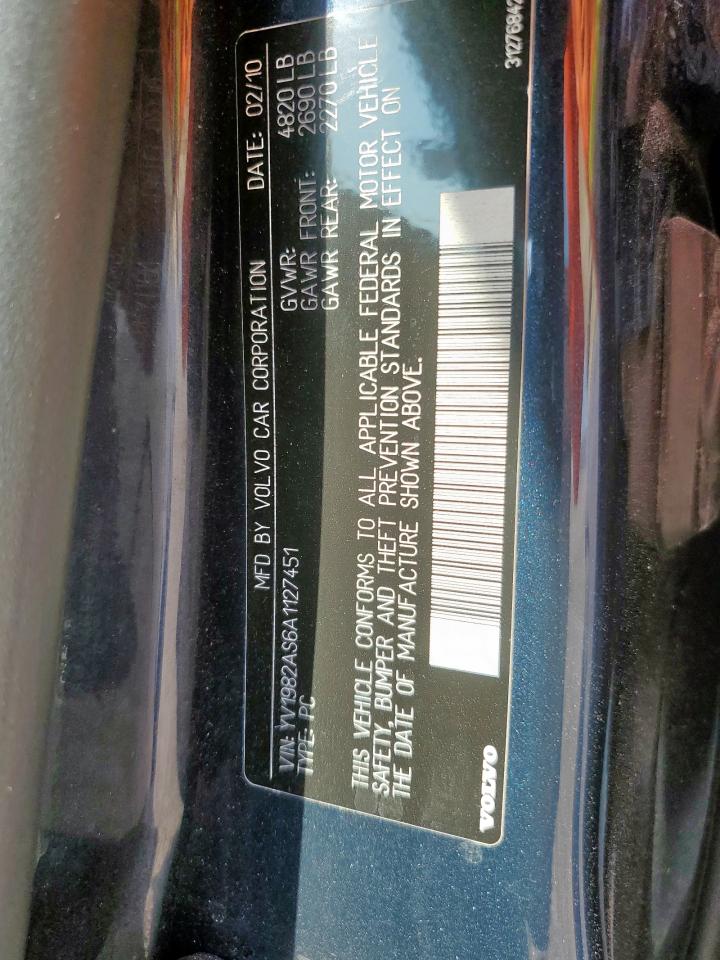 MFD BY VOLVO CAR CORPORATION DATE: 02/10
VIN: YV1982AS6A1127451 GVWR: 4820 LB
TYPE: PC GAWR FRONT: 2690 LB
GAWR REAR: 2270 LB
THIS VEHICLE CONFORMS TO ALL APPLICABLE FEDERAL MOTOR VEHICLE
SAFETY, BUMPER AND THEFT PREVENTION STANDARDS IN EFFECT ON
THE DATE OF MANUFACTURE SHOWN ABOVE.
VOLVO